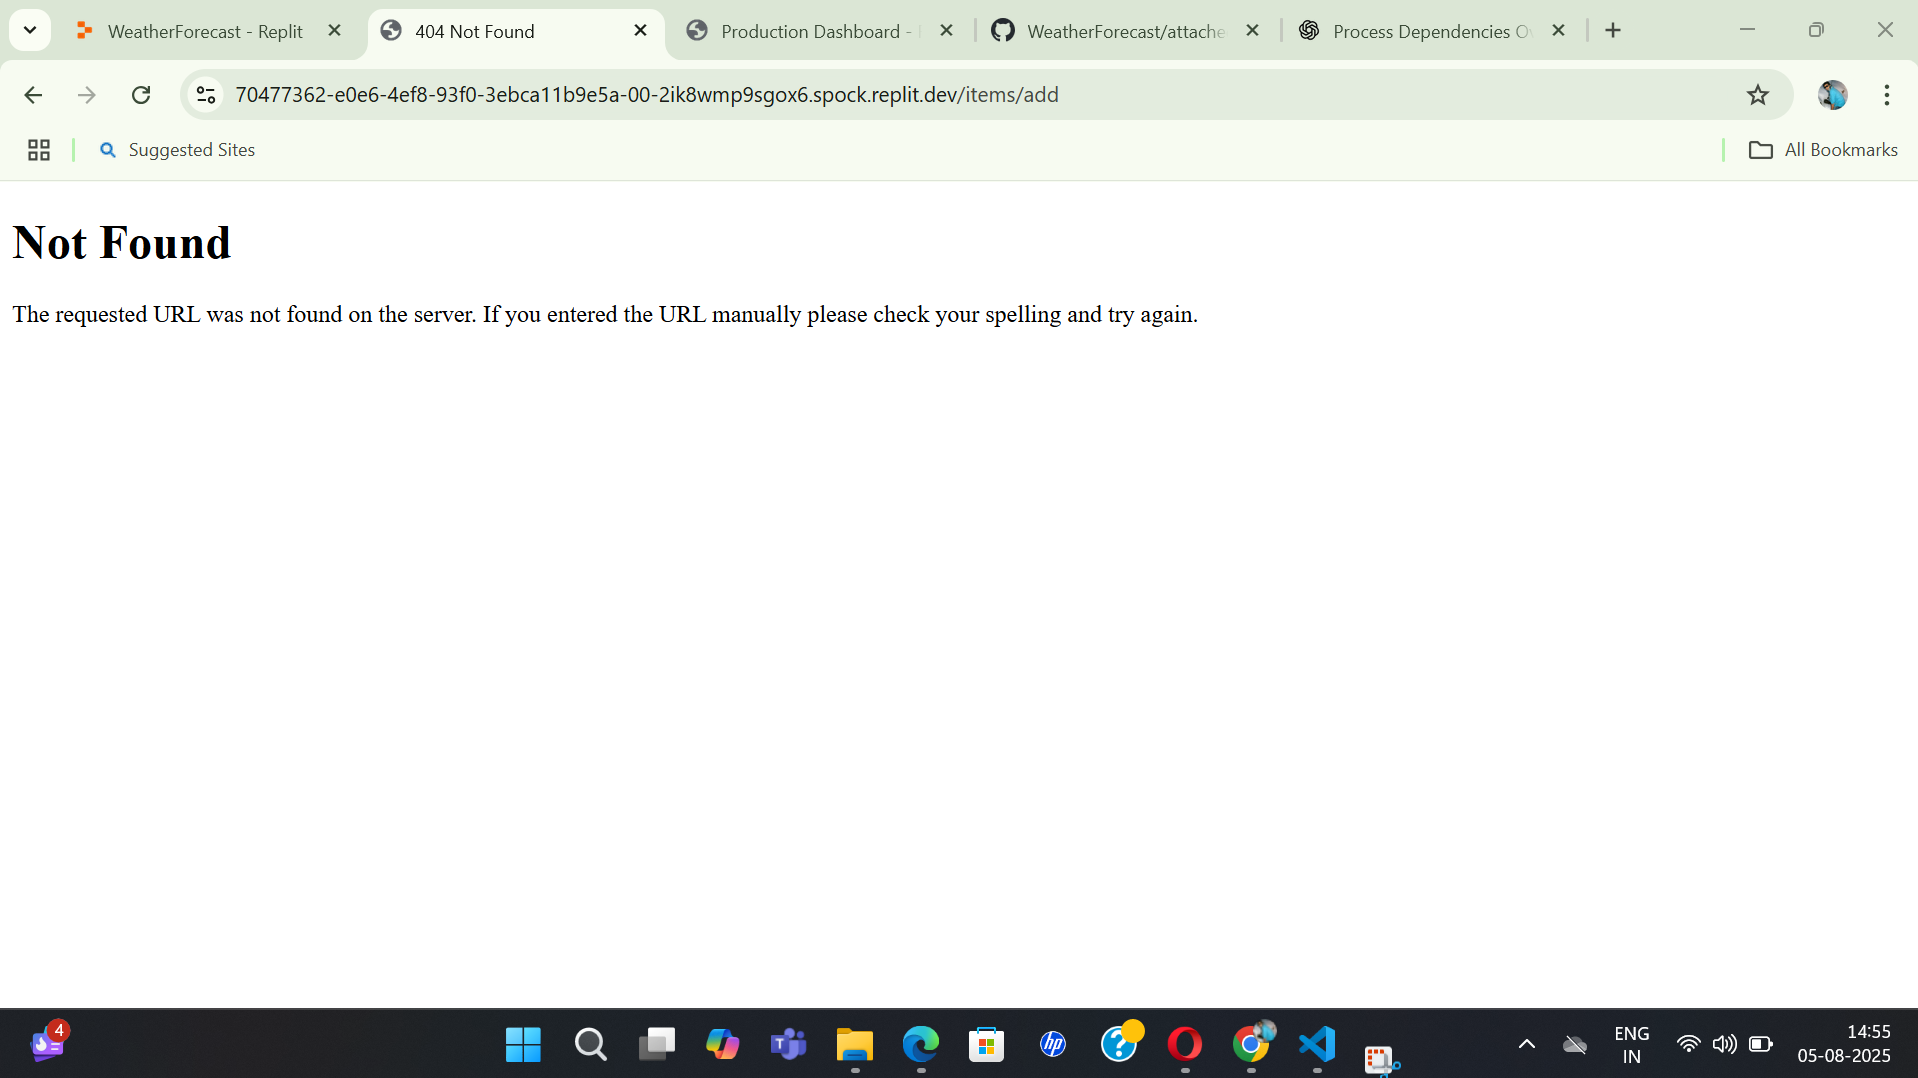 WeatherForecast - Replit
404 Not Found
Production Dashboard -
WeatherForecast/attache
Process Dependencies Ov
70477362-e0e6-4ef8-93f0-3ebca11b9e5a-00-2ik8wmp9sgox6.spock.replit.dev/items/add
Suggested Sites
All Bookmarks
Not Found
The requested URL was not found on the server. If you entered the URL manually please check your spelling and try again.
4
hp
ENG
IN
14:55
05-08-2025